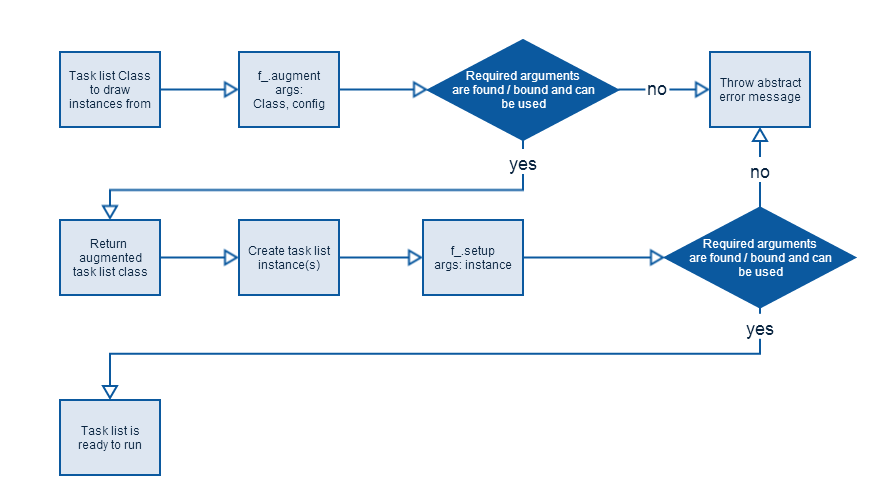 Task list Class
to draw
instances from
f_.augment
args:
Class, config
Required arguments
are found / bound and can
be used
no
Throw abstract
error message
yes
no
Return
augmented
task list class
Create task list
instance(s)
f_.setup
args: instance
Required arguments
are found / bound and can
be used
yes
Task list is
ready to run